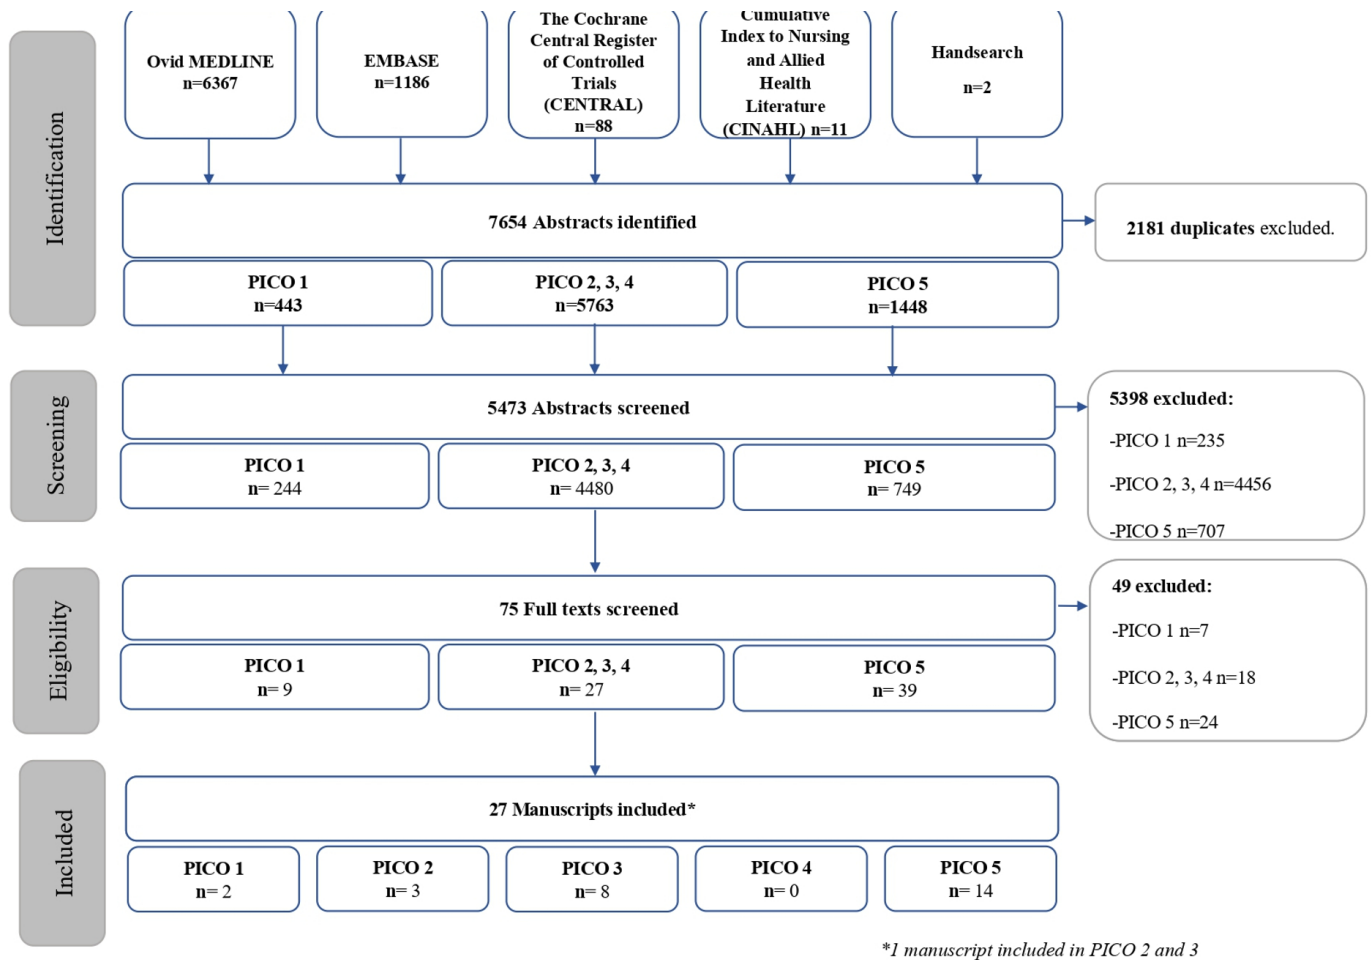 Identification
Ovid MEDLINE
n=6367
EMBASE
n=1186
The Cochrane
Central Register
of Controlled
Trials
(CENTRAL)
n=88
Cumulative
Index to Nursing
and Allied
Health
Literature
(CINAHL) n=11
Handsearch
n=2
7654 Abstracts identified
2181 duplicates excluded.
PICO 1
n=443
PICO 2, 3, 4
n=5763
PICO 5
n=1448
Screening
5473 Abstracts screened
5398 excluded:
-PICO 1 n=235
-PICO 2, 3, 4 n=4456
-PICO 5 n=707
PICO 1
n= 244
PICO 2, 3, 4
n= 4480
PICO 5
n= 749
Eligibility
75 Full texts screened
49 excluded:
-PICO 1 n=7
-PICO 2, 3, 4 n=18
-PICO 5 n=24
PICO 1
n= 9
PICO 2, 3, 4
n= 27
PICO 5
n= 39
Included
27 Manuscripts included*
PICO 1
n= 2
PICO 2
n= 3
PICO 3
n= 8
PICO 4
n= 0
PICO 5
n= 14
*1 manuscript included in PICO 2 and 3